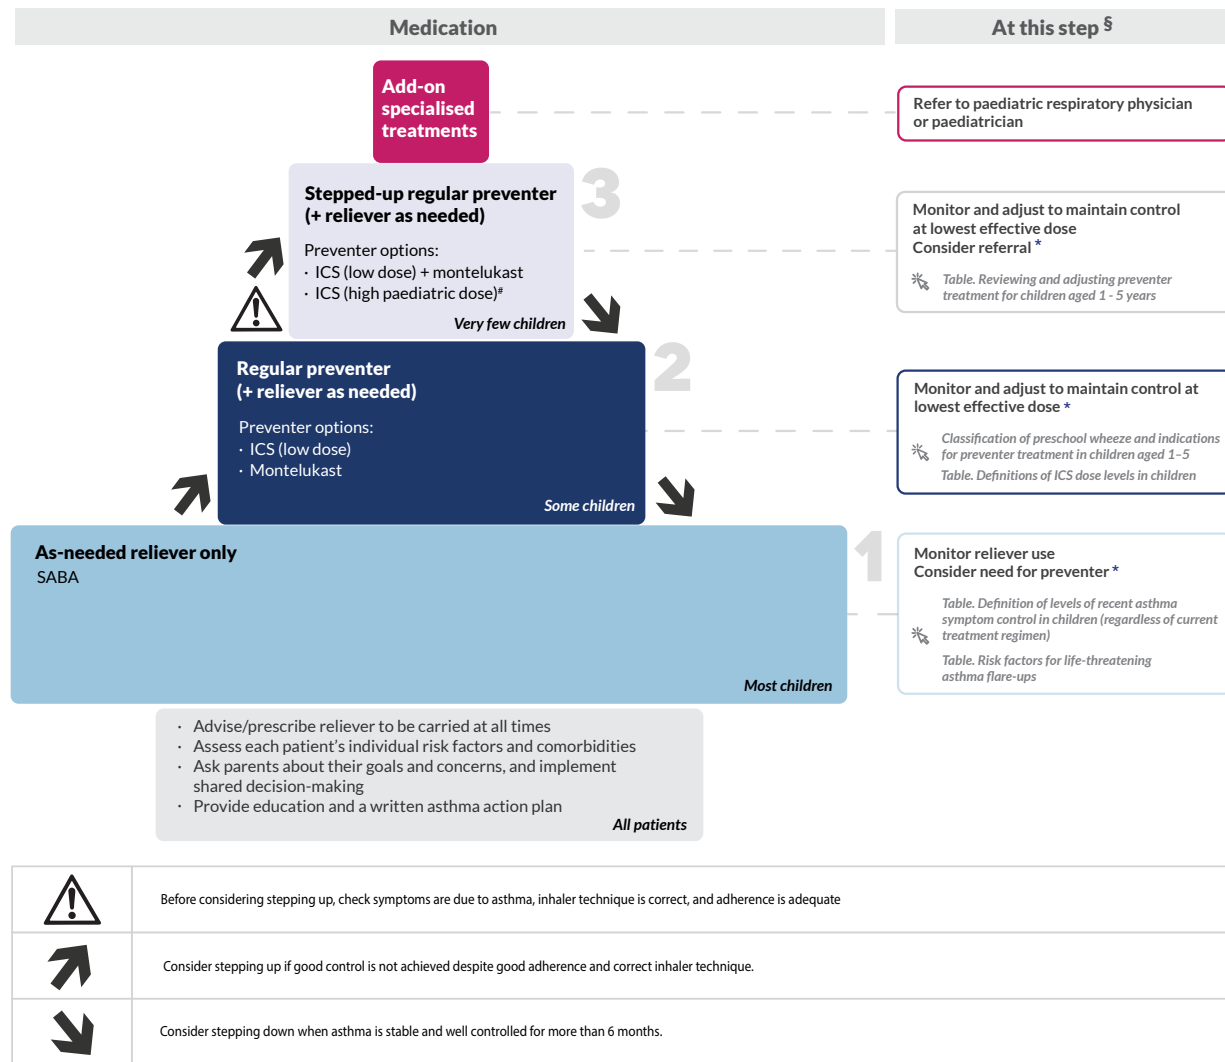 Medication
At this step §
Add-on
specialised
treatments
Refer to paediatric respiratory physician
or paediatrician
3
Stepped-up regular preventer
(+ reliever as needed)
Preventer options:
· ICS (low dose) + montelukast
· ICS (high paediatric dose)#
Very few children
Monitor and adjust to maintain control
at lowest effective dose
Consider referral *
Table. Reviewing and adjusting preventer
treatment for children aged 1 - 5 years
2
Regular preventer
(+ reliever as needed)
Preventer options:
· ICS (low dose)
· Montelukast
Some children
Monitor and adjust to maintain control at
lowest effective dose *
Classification of preschool wheeze and indications
for preventer treatment in children aged 1–5
Table. Definitions of ICS dose levels in children
1
As-needed reliever only
SABA
Most children
Monitor reliever use
Consider need for preventer *
Table. Definition of levels of recent asthma
symptom control in children (regardless of current
treatment regimen)
Table. Risk factors for life-threatening
asthma flare-ups
· Advise/prescribe reliever to be carried at all times
· Assess each patient's individual risk factors and comorbidities
· Ask parents about their goals and concerns, and implement
shared decision-making
· Provide education and a written asthma action plan
All patients
Before considering stepping up, check symptoms are due to asthma, inhaler technique is correct, and adherence is adequate
Consider stepping up if good control is not achieved despite good adherence and correct inhaler technique.
Consider stepping down when asthma is stable and well controlled for more than 6 months.